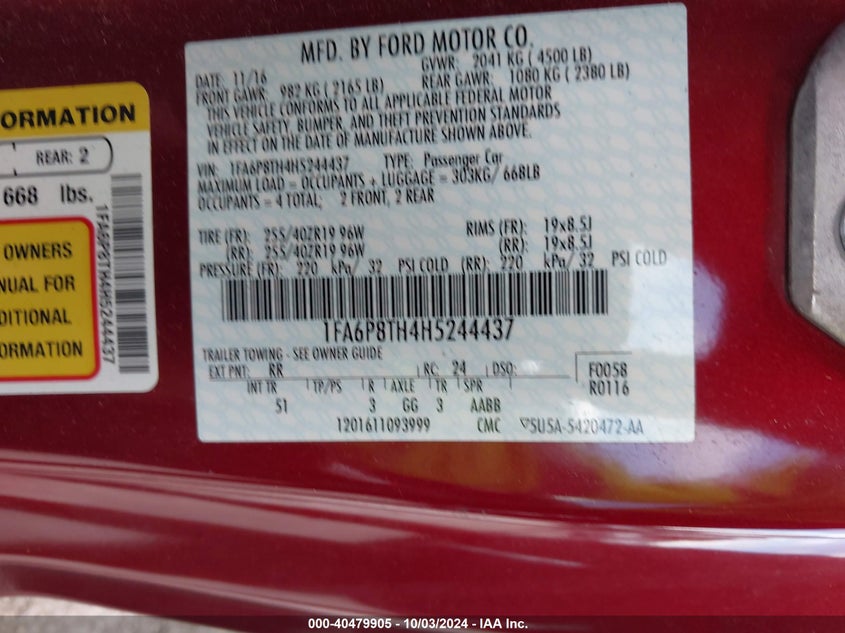 ORMATION
REAR: 2
668 lbs.
OWNERS
NUAL FOR
DITIONAL
ORMATION
1FA6P8TH4H5244437
MFD. BY FORD MOTOR CO.
DATE: 11/16 GVWR: 2041 KG ( 4500 LB)
FRONT GAWR: 982 KG ( 2165 LB) REAR GAWR: 1080 KG ( 2380 LB)
THIS VEHICLE CONFORMS TO ALL APPLICABLE FEDERAL MOTOR
VEHICLE SAFETY, BUMPER, AND THEFT PREVENTION STANDARDS
IN EFFECT ON THE DATE OF MANUFACTURE SHOWN ABOVE.
VIN: 1FA6P8TH4H5244437 TYPE: Passenger Car
MAXIMUM LOAD = OCCUPANTS + LUGGAGE = 303KG/ 668LB
OCCUPANTS = 4 TOTAL; 2 FRONT, 2 REAR
TIRE (FR): 255/40ZR19 96W RIMS (FR): 19x8.5J
(RR): 255/40ZR19 96W (RR): 19x8.5J
PRESSURE (FR): 220 kPa/ 32 PSI COLD (RR): 220 kPa/ 32 PSI COLD
1FA6P8TH4H5244437
TRAILER TOWING - SEE OWNER GUIDE
EXT PNT: RR RC: 24 DSO: F0058
INT TR TP/PS R AXLE TR SPR R0116
51 3 GG 3 AABB
1201611093999 CMC 5U5A-5420472-AA
000-40479905 - 10/03/2024 - IAA Inc.